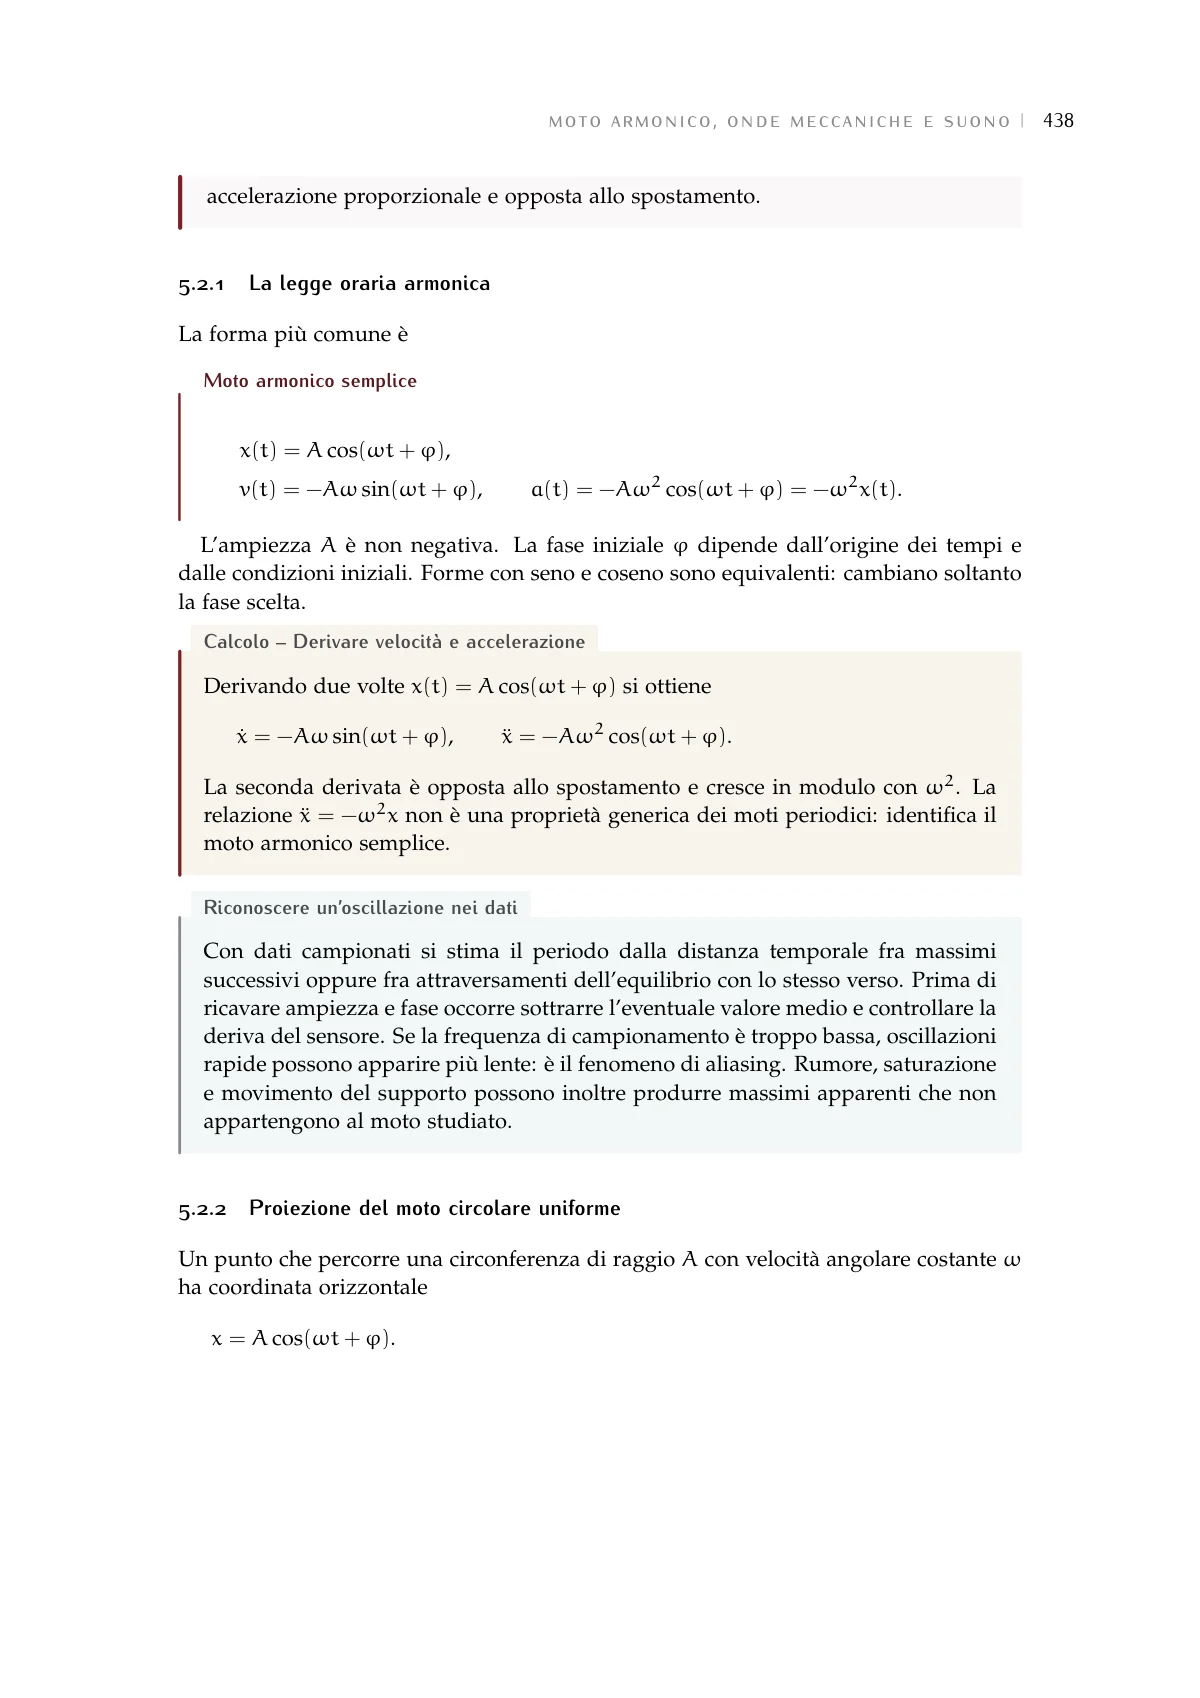 MOTO ARMONICO, ONDE MECCANICHE E SUONO | 438
accelerazione proporzionale e opposta allo spostamento.
5.2.1 La legge oraria armonica
La forma più comune è
Moto armonico semplice
x(t) = A cos(ωt + φ),
v(t) = −Aω sin(ωt + φ), a(t) = −Aω² cos(ωt + φ) = −ω²x(t).
L'ampiezza A è non negativa. La fase iniziale φ dipende dall'origine dei tempi e
dalle condizioni iniziali. Forme con seno e coseno sono equivalenti: cambiano soltanto
la fase scelta.
Calcolo – Derivare velocità e accelerazione
Derivando due volte x(t) = A cos(ωt + φ) si ottiene
ẋ = −Aω sin(ωt + φ), ẍ = −Aω² cos(ωt + φ).
La seconda derivata è opposta allo spostamento e cresce in modulo con ω². La
relazione ẍ = −ω²x non è una proprietà generica dei moti periodici: identifica il
moto armonico semplice.
Riconoscere un'oscillazione nei dati
Con dati campionati si stima il periodo dalla distanza temporale fra massimi
successivi oppure fra attraversamenti dell'equilibrio con lo stesso verso. Prima di
ricavare ampiezza e fase occorre sottrarre l'eventuale valore medio e controllare la
deriva del sensore. Se la frequenza di campionamento è troppo bassa, oscillazioni
rapide possono apparire più lente: è il fenomeno di aliasing. Rumore, saturazione
e movimento del supporto possono inoltre produrre massimi apparenti che non
appartengono al moto studiato.
5.2.2 Proiezione del moto circolare uniforme
Un punto che percorre una circonferenza di raggio A con velocità angolare costante ω
ha coordinata orizzontale
x = A cos(ωt + φ).